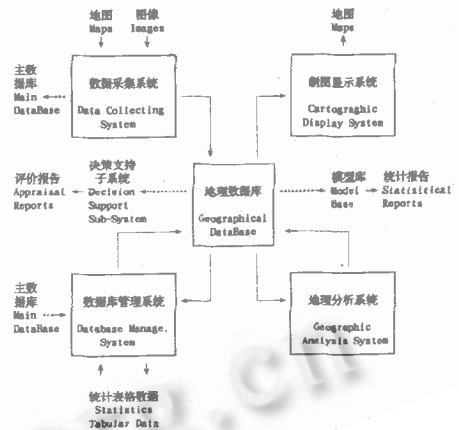 地图
Maps
图像
Images
地图
Maps
主数
据库
Main
DataBase
数据采集系统
Data Collecting
System
制图显示系统
Cartograghic
Display System
评价报告
Appraisal
Reports
决策支持
子系统
Decision
Support
Sub-System
地理数据库
Geographical
DataBase
模型库
Model
Base
统计报告
Statisitical
Reports
主数
据库
Main
DataBase
数据库管理系统
Database Manage.
System
地理分析系统
Geographic
Anniysis System
统计表格数据
Statistics
Tabular Data